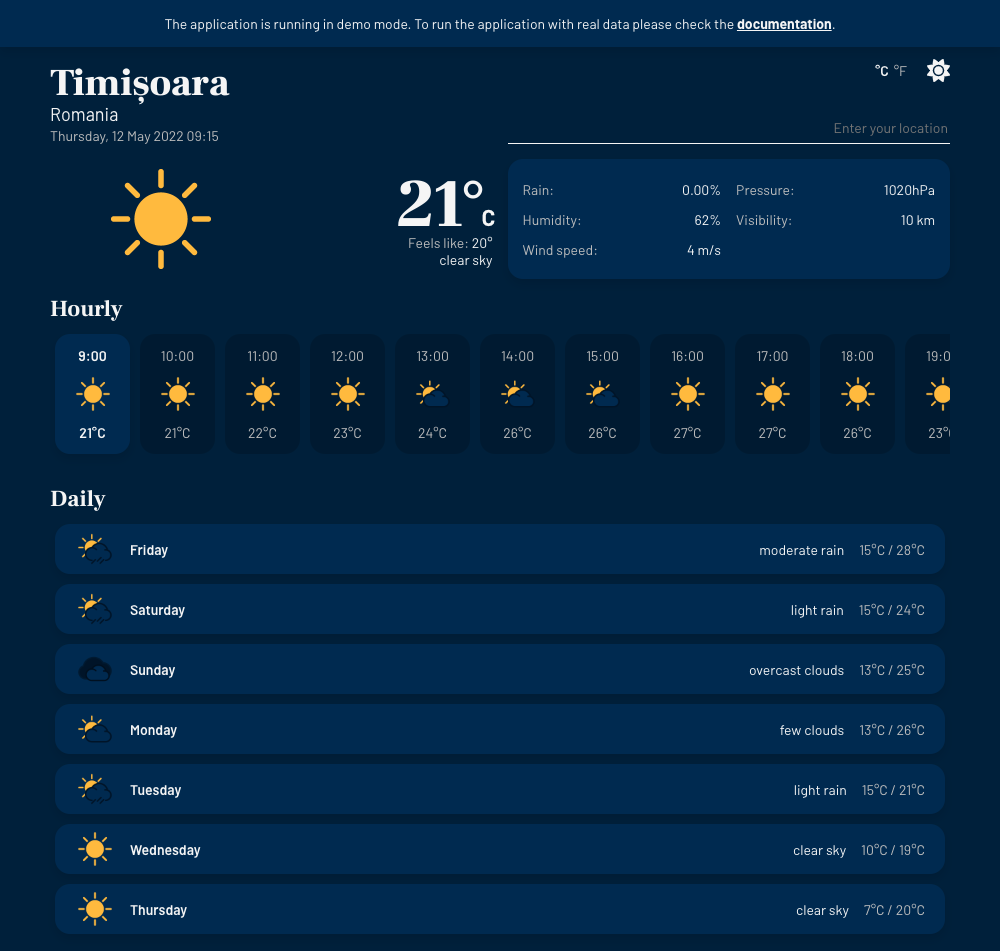 The application is running in demo mode. To run the application with real data please check the documentation.
Timișoara
Romania
Thursday, 12 May 2022 09:15
°C °F
Enter your location
21° C
Feels like: 20°
clear sky
Rain: 0.00% Pressure: 1020hPa
Humidity: 62% Visibility: 10 km
Wind speed: 4 m/s
Hourly
9:00 10:00 11:00 12:00 13:00 14:00 15:00 16:00 17:00 18:00 19:0
21°C 21°C 22°C 23°C 24°C 26°C 26°C 27°C 27°C 26°C 23°
Daily
Friday moderate rain 15°C / 28°C
Saturday light rain 15°C / 24°C
Sunday overcast clouds 13°C / 25°C
Monday few clouds 13°C / 26°C
Tuesday light rain 15°C / 21°C
Wednesday clear sky 10°C / 19°C
Thursday clear sky 7°C / 20°C